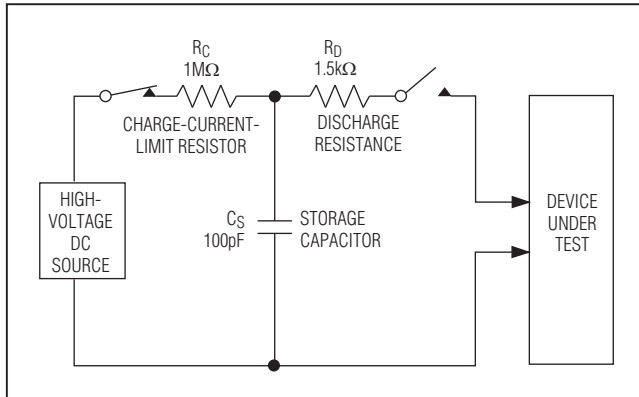 RC
1MΩ
CHARGE-CURRENT-
LIMIT RESISTOR
RD
1.5kΩ
DISCHARGE
RESISTANCE
HIGH-
VOLTAGE
DC
SOURCE
CS
100pF
STORAGE
CAPACITOR
DEVICE
UNDER
TEST